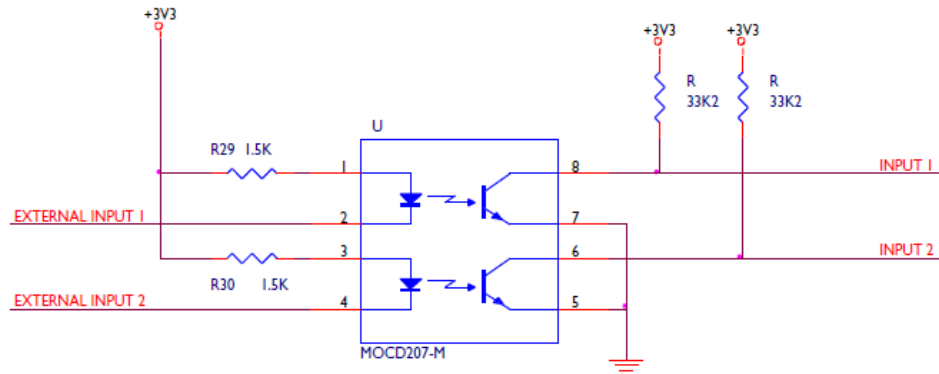 +3V3
+3V3
+3V3
R
33K2
R
33K2
U
R29 1.5K
1
8
INPUT 1
EXTERNAL INPUT 1
2
7
3
6
INPUT 2
R30 1.5K
EXTERNAL INPUT 2
4
5
MOCD207-M